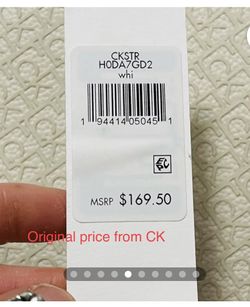 CKSTR
H0DA7GD2
whi
1 94414 05045 1
MSRP $169.50
Original price from CK